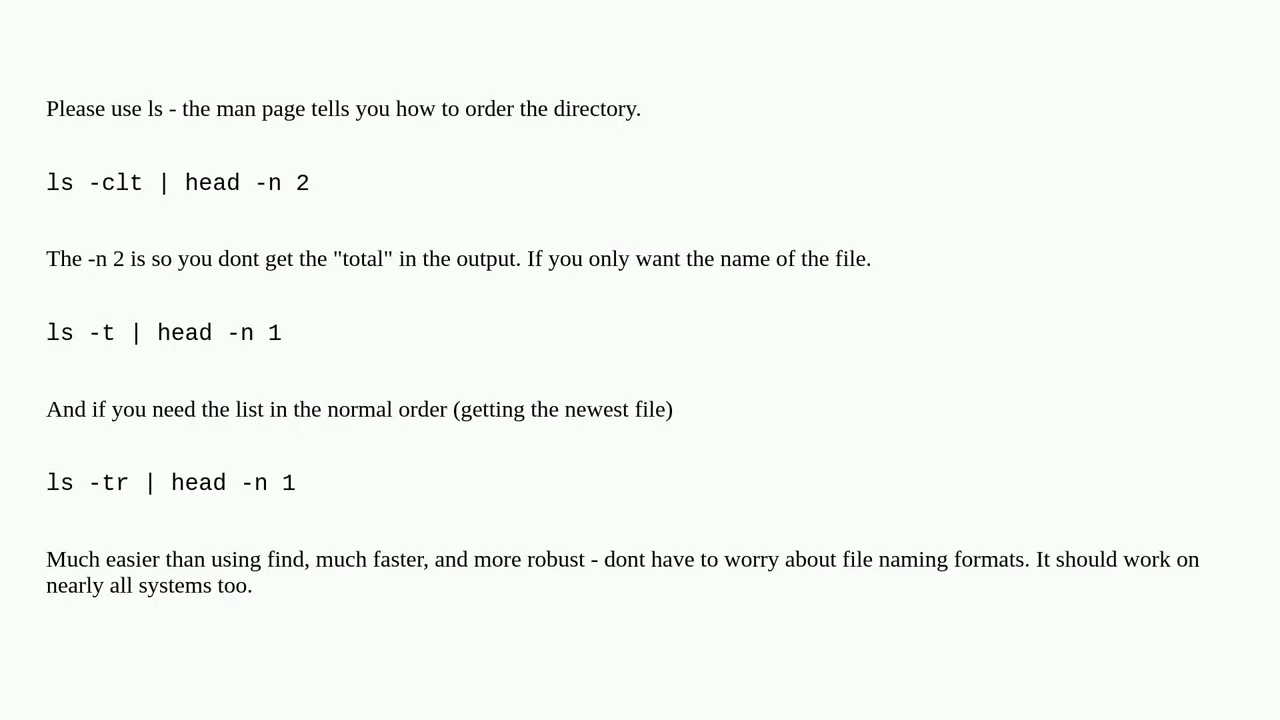 Please use ls - the man page tells you how to order the directory.
ls -clt | head -n 2
The -n 2 is so you dont get the "total" in the output. If you only want the name of the file.
ls -t | head -n 1
And if you need the list in the normal order (getting the newest file)
ls -tr | head -n 1
Much easier than using find, much faster, and more robust - dont have to worry about file naming formats. It should work on
nearly all systems too.